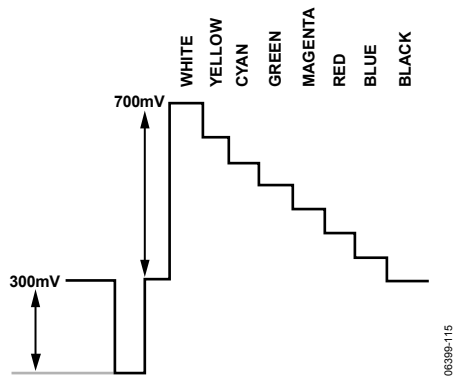 WHITE
YELLOW
CYAN
GREEN
MAGENTA
RED
BLUE
BLACK
700mV
300mV
06399-115